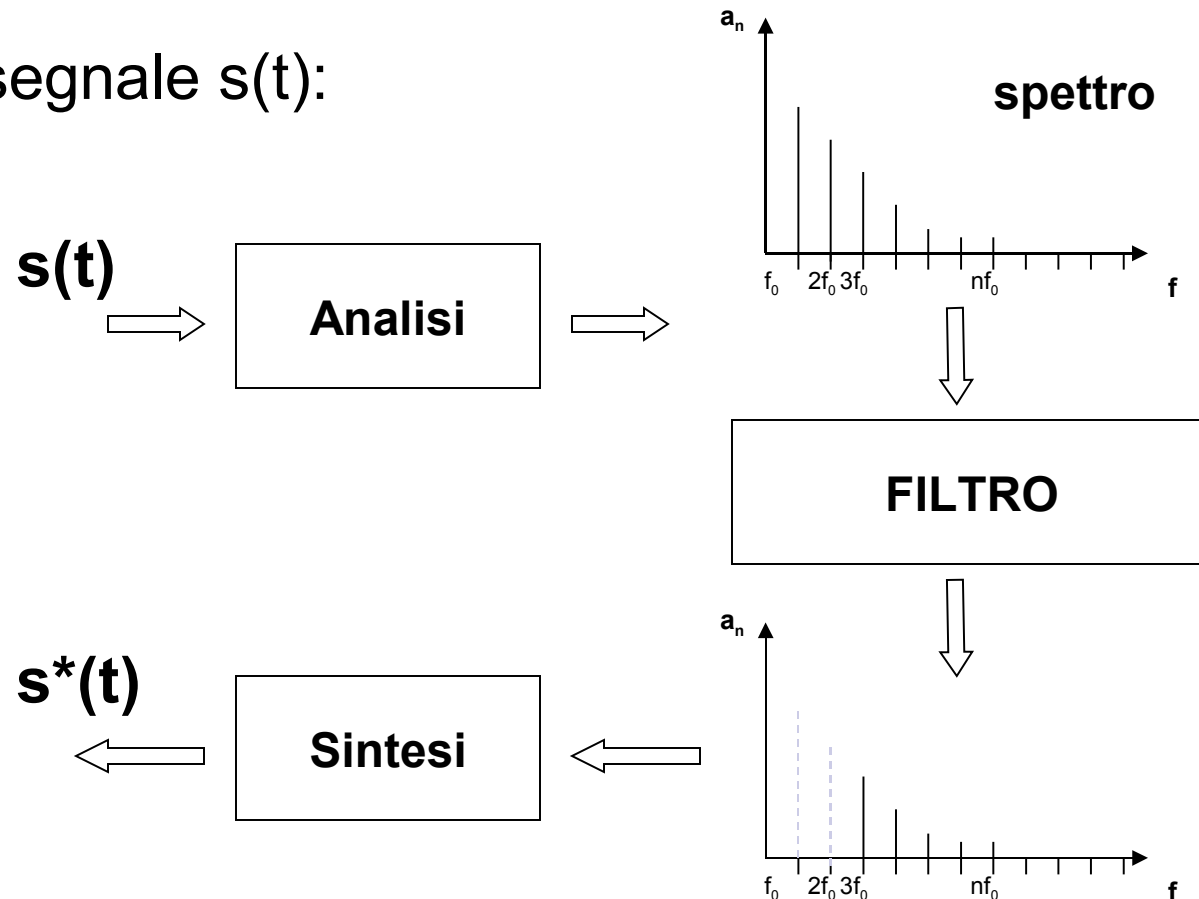 segnale s(t):
aₙ
spettro
s(t)
Analisi
f₀ 2f₀ 3f₀ nf₀ f
FILTRO
aₙ
s*(t)
Sintesi
f₀ 2f₀ 3f₀ nf₀ f